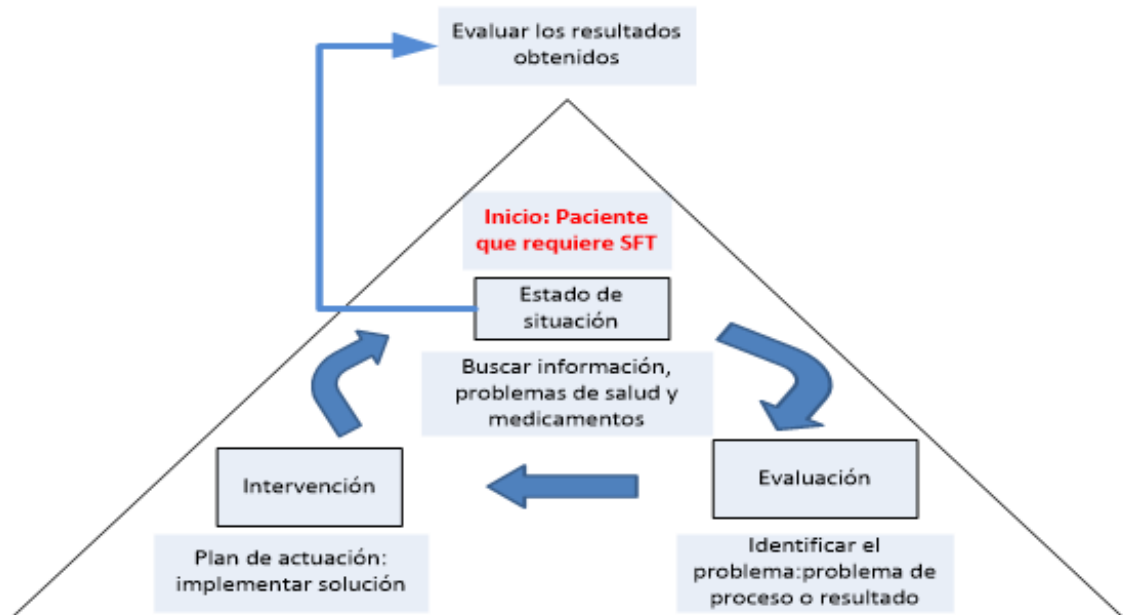 Evaluar los resultados
obtenidos
Inicio: Paciente
que requiere SFT
Estado de
situación
Buscar información,
problemas de salud y
medicamentos
Intervención
Evaluación
Plan de actuación:
implementar solución
Identificar el
problema:problema de
proceso o resultado